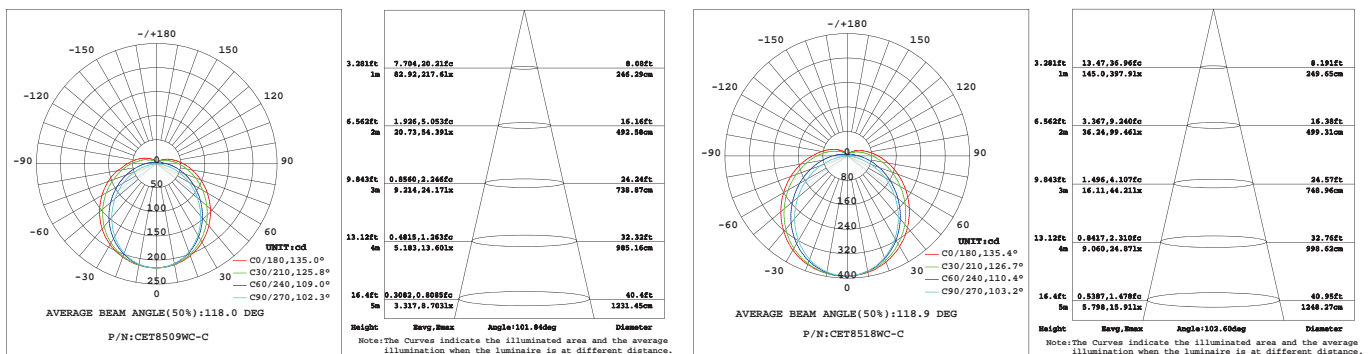 -/+180
-150 150
-120 120
-90 90
-60 60
-30 30
0
0
50
100
150
200
250
UNIT:cd
C0/180,135.0°
C30/210,125.8°
C60/240,109.0°
C90/270,102.3°
AVERAGE BEAM ANGLE(50%):118.0 DEG
P/N:CET8509WC-C
3.281ft 7.704,20.21fc 8.08ft
1m 82.92,217.61x 246.29cm
6.562ft 1.926,5.053fc 16.16ft
2m 20.73,54.391x 492.58cm
9.843ft 0.8560,2.246fc 24.24ft
3m 9.214,24.171x 738.87cm
13.12ft 0.4815,1.263fc 32.32ft
4m 5.183,13.601x 985.16cm
16.4ft 0.3082,0.8085fc 40.4ft
5m 3.317,8.7031x 1231.45cm
Height Eavg,Emax Angle:101.84deg Diameter
Note:The Curves indicate the illuminated area and the average
illumination when the luminaire is at different distance.
-/+180
-150 150
-120 120
-90 90
-60 60
-30 30
0
0
80
160
240
320
400
UNIT:cd
C0/180,135.4°
C30/210,126.7°
C60/240,110.4°
C90/270,103.2°
AVERAGE BEAM ANGLE(50%):118.9 DEG
P/N:CET8518WC-C
3.281ft 13.47,36.96fc 8.191ft
1m 145.0,397.91x 249.65cm
6.562ft 3.367,9.240fc 16.38ft
2m 36.24,99.461x 499.31cm
9.843ft 1.496,4.107fc 24.57ft
3m 16.11,44.211x 748.96cm
13.12ft 0.8417,2.310fc 32.76ft
4m 9.060,24.871x 998.62cm
16.4ft 0.5387,1.478fc 40.95ft
5m 5.798,15.911x 1248.27cm
Height Eavg,Emax Angle:102.60deg Diameter
Note:The Curves indicate the illuminated area and the average
illumination when the luminaire is at different distance.